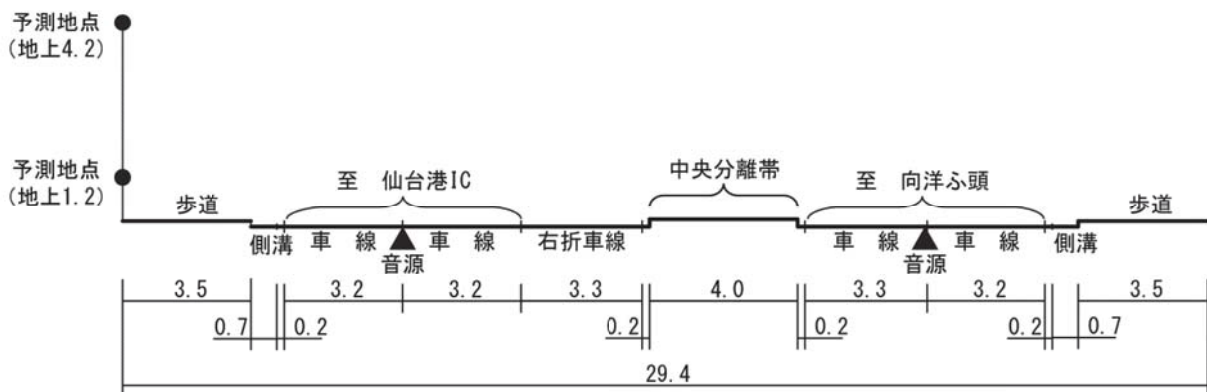 予測地点
(地上4.2)
予測地点
(地上1.2)
歩道
至 仙台港IC
中央分離帯
至 向洋ふ頭
歩道
側溝
車 線
車 線
右折車線
車 線
車 線
側溝
音源
音源
3.5
3.2
3.2
3.3
4.0
3.3
3.2
3.5
0.7
0.2
0.2
0.2
0.2
0.7
29.4